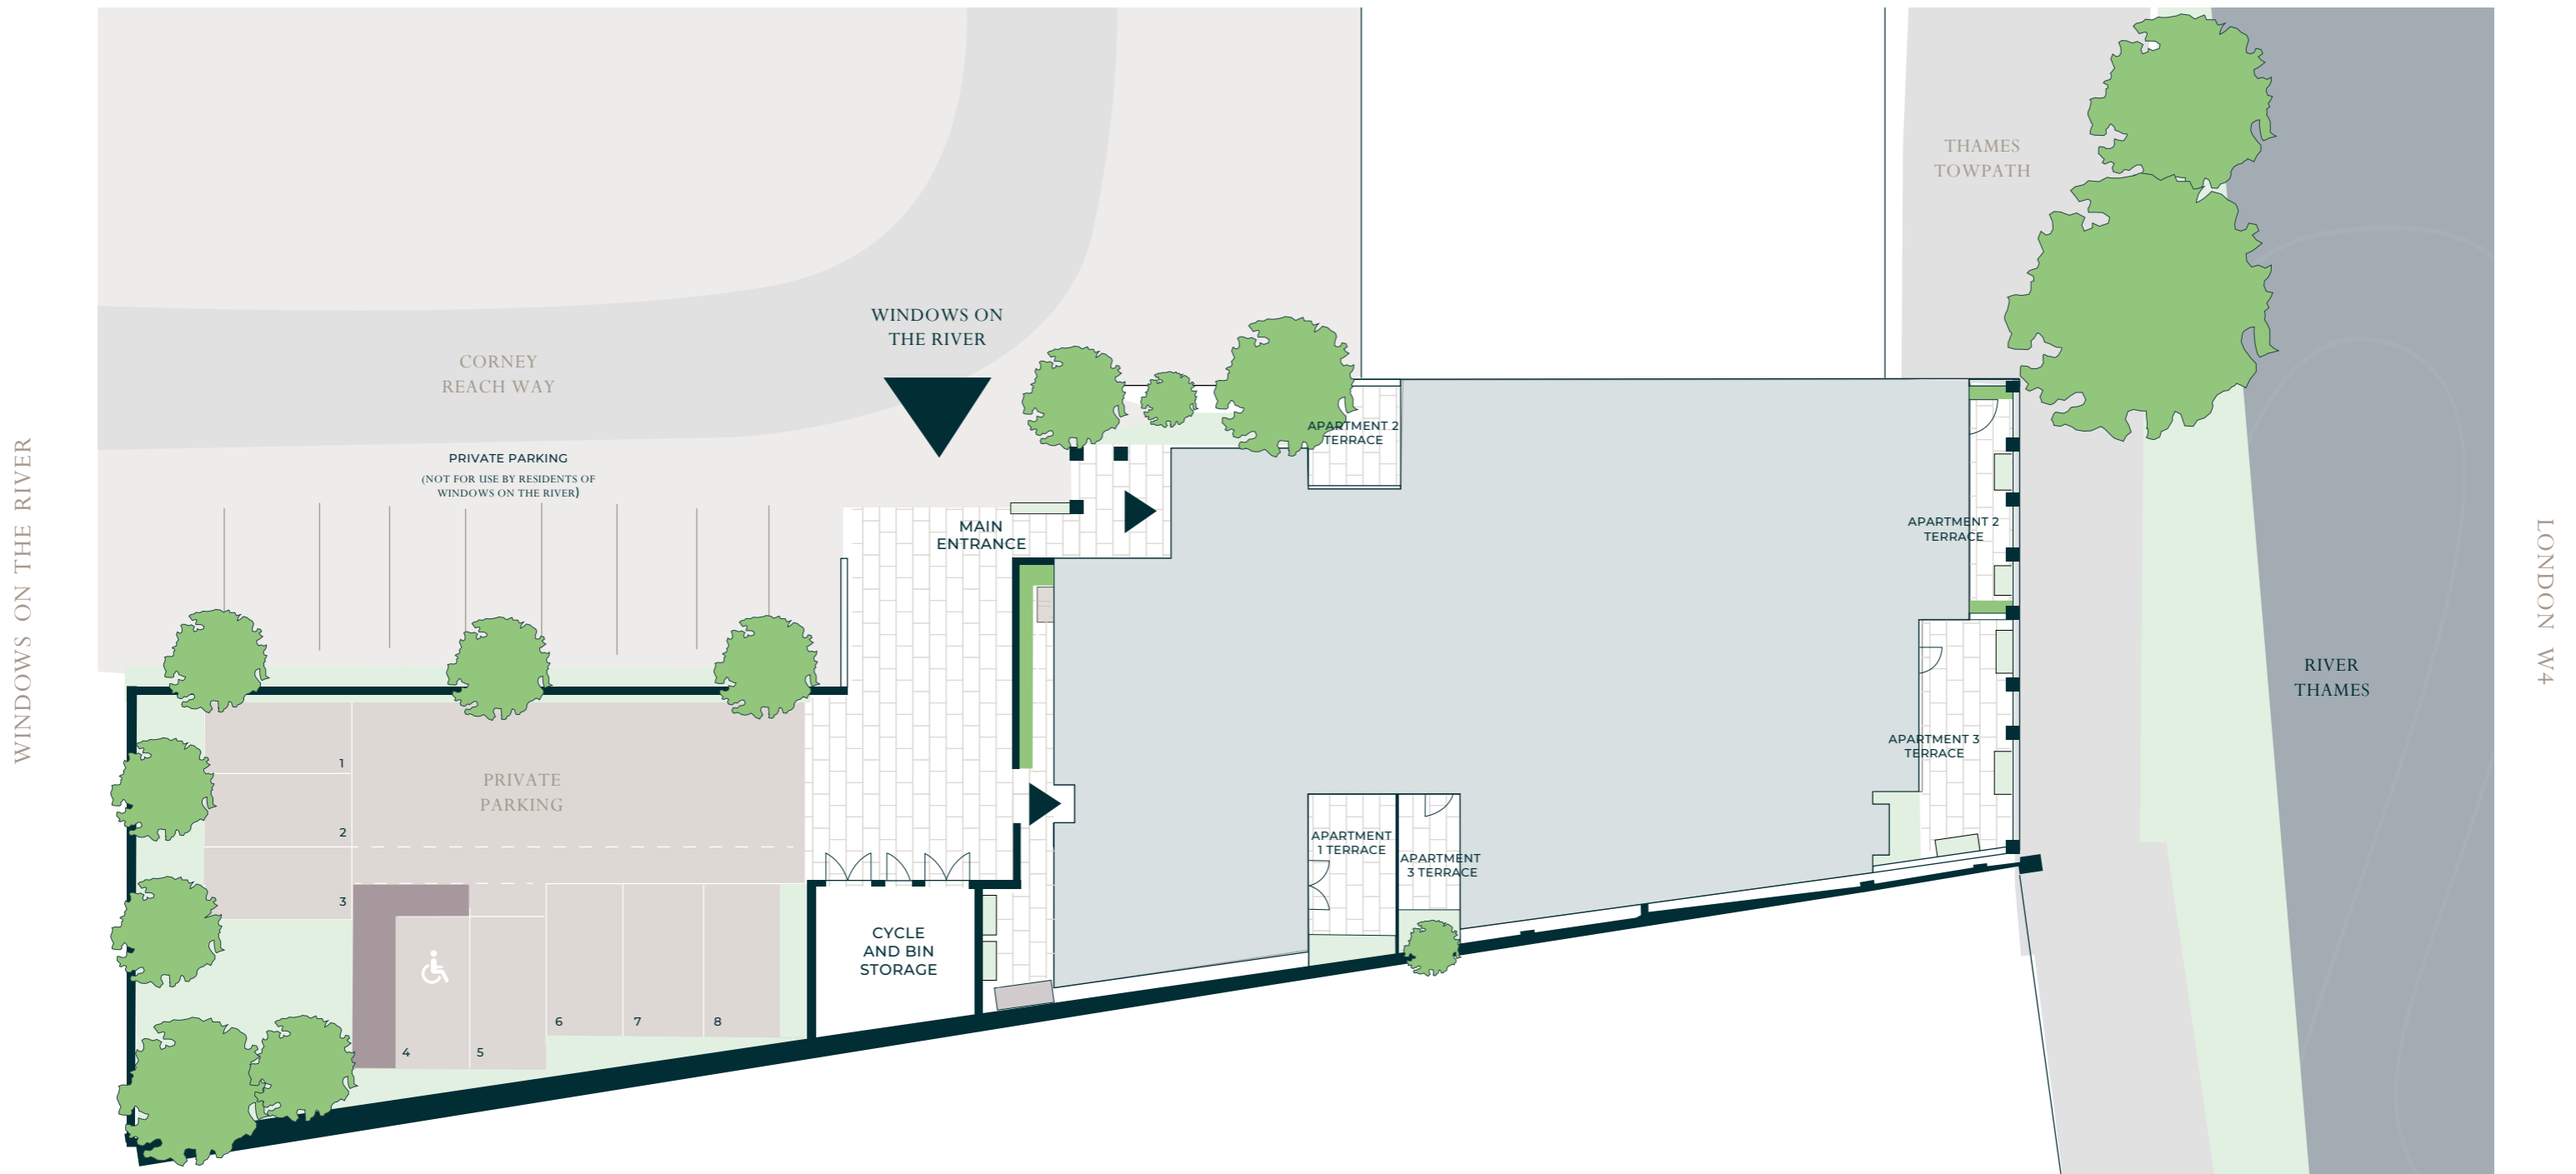 WINDOWS ON THE RIVER
THAMES
TOWPATH
WINDOWS ON
THE RIVER
CORNEY
REACH WAY
PRIVATE PARKING
(NOT FOR USE BY RESIDENTS OF
WINDOWS ON THE RIVER)
APARTMENT 2
TERRACE
MAIN
ENTRANCE
APARTMENT 2
TERRACE
LONDON W4
RIVER
THAMES
APARTMENT 3
TERRACE
1
PRIVATE
PARKING
2
APARTMENT
1 TERRACE
APARTMENT
3 TERRACE
3
CYCLE
AND BIN
STORAGE
6
7
8
4
5